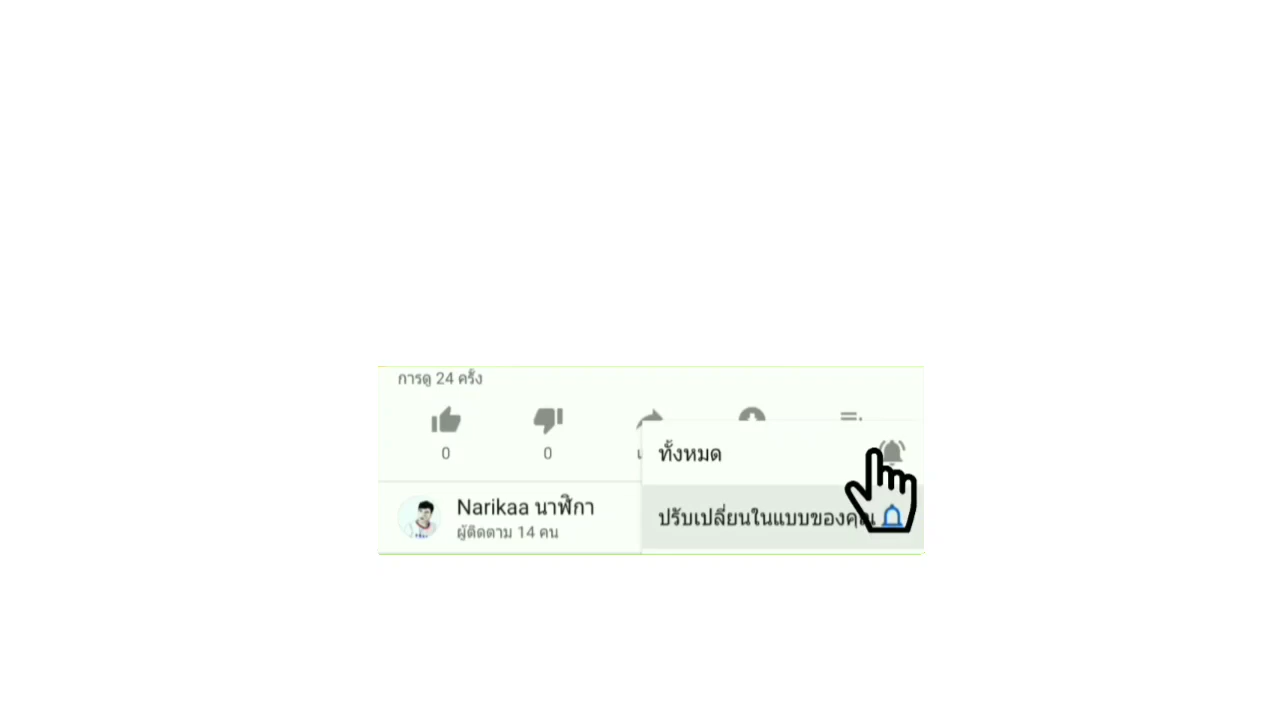 การดู 24 ครั้ง
0
0
ทั้งหมด
Narikaa นาฬิกา
ผู้ติดตาม 14 คน
ปรับเปลี่ยนในแบบของคุณ